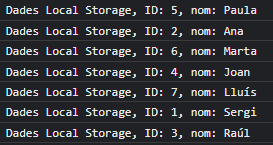 Dades Local Storage, ID: 5, nom: Paula
Dades Local Storage, ID: 2, nom: Ana
Dades Local Storage, ID: 6, nom: Marta
Dades Local Storage, ID: 4, nom: Joan
Dades Local Storage, ID: 7, nom: Lluís
Dades Local Storage, ID: 1, nom: Sergi
Dades Local Storage, ID: 3, nom: Raúl